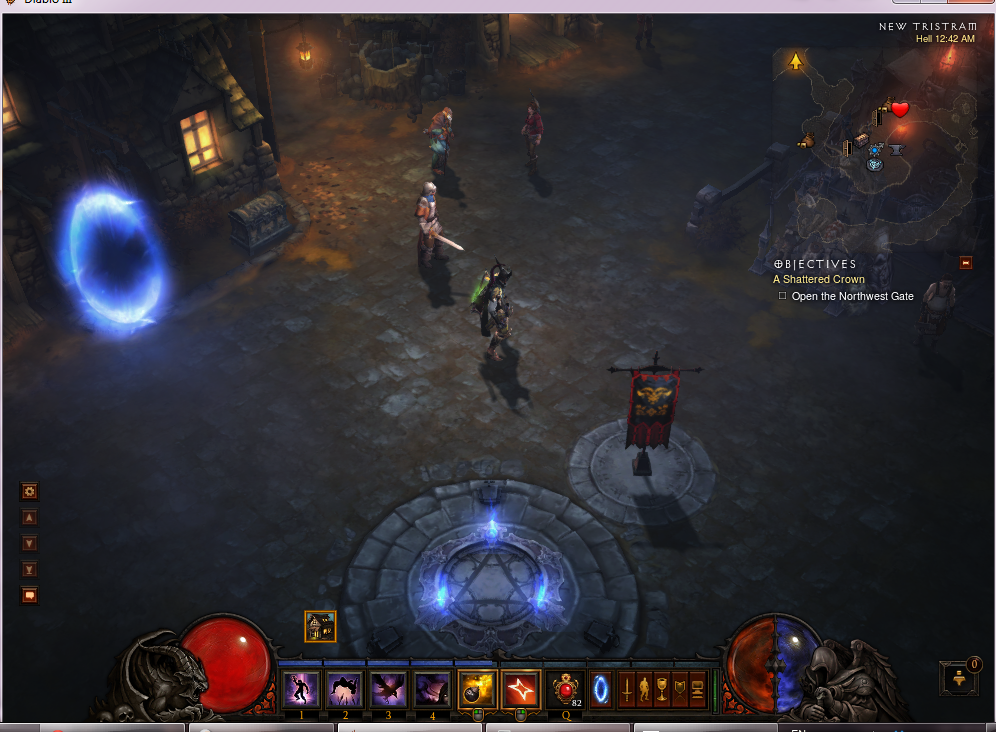 Diablo III
NEW TRISTRAM
Hell 12:42 AM
OBJECTIVES
A Shattered Crown
Open the Northwest Gate
0
82
1 2 3 4 Q
EN